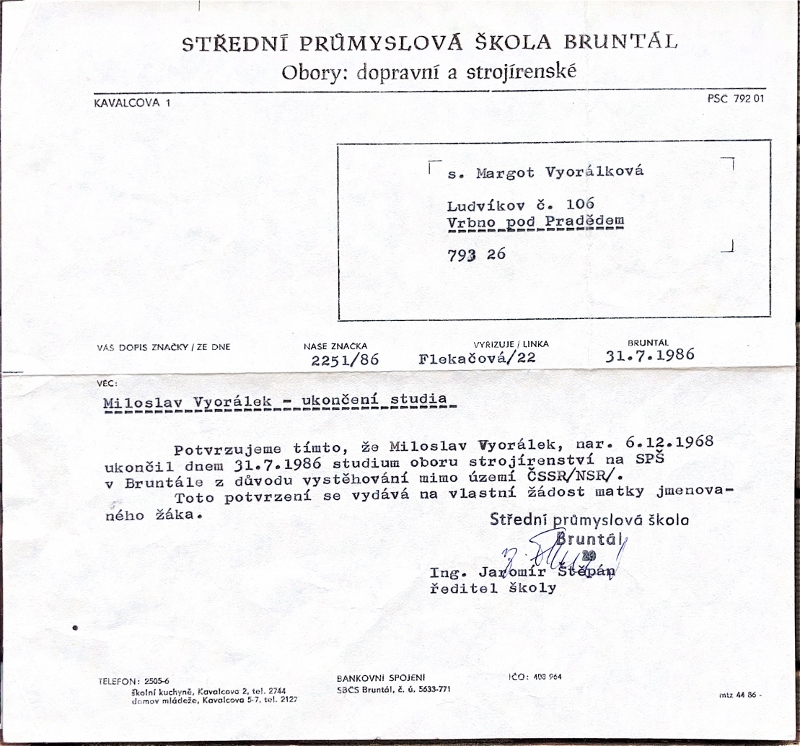 STŘEDNÍ PRŮMYSLOVÁ ŠKOLA BRUNTÁL
Obory: dopravní a strojírenské
KAVALCOVA 1
PSC 792 01
s. Margot Vyorálková
Ludvíkov č. 106
Vrbno pod Pradědem
793 26
VÁŠ DOPIS ZNAČKY / ZE DNE
NAŠE ZNAČKA
VYŘIZUJE / LINKA
BRUNTÁL
2251/86
Flekačová/22
31.7.1986
VĚC:
Miloslav Vyorálek - ukončení studia
Potvrzujeme tímto, že Miloslav Vyorálek, nar. 6.12.1968
ukončil dnem 31.7.1986 studium oboru strojírenství na SPŠ
v Bruntále z důvodu vystěhování mimo území ČSSR/NSR/.
Toto potvrzení se vydává na vlastní žádost matky jmenova-
ného žáka.
Střední průmyslová škola
Bruntál
29
Ing. Jaromír Štěpán
ředitel školy
TELEFON: 2505-6
školní kuchyně, Kavalcova 2, tel. 2744
domov mládeže, Kavalcova 5-7, tel. 2127
BANKOVNÍ SPOJENÍ
SBČS Bruntál, č. ú. 5633-771
IČO: 403 964
mtz 44 86 -